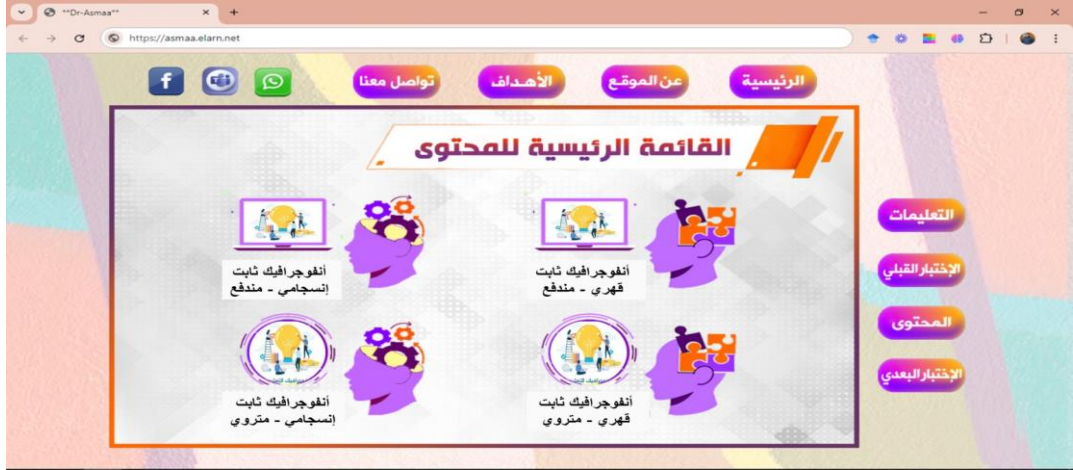 **Dr-Asmaa**
https://asmaa.elarn.net
الرئيسية
عن الموقع
الأهداف
تواصل معنا
القائمة الرئيسية للمحتوى
التعليمات
الإختبار القبلي
المحتوى
الإختبار البعدي
أنفوجرافيك ثابت
قهري - مندفع
أنفوجرافيك ثابت
إنسجامي - مندفع
أنفوجرافيك ثابت
قهري - متروي
أنفوجرافيك ثابت
إنسجامي - متروي